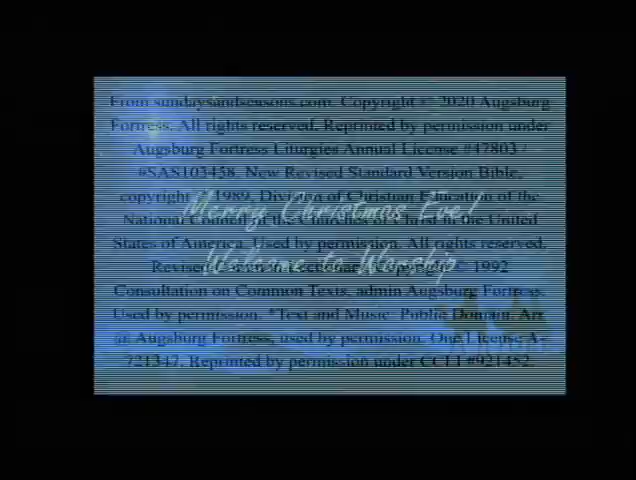 From sundaysandseasons.com. Copyright © 2020 Augsburg
Fortress. All rights reserved. Reprinted by permission under
Augsburg Fortress Liturgies Annual License #47803 /
#SAS103458. New Revised Standard Version Bible,
copyright © 1989, Division of Christian Education of the
Merry Christmas Eve!
National Council of the Churches of Christ in the United
States of America. Used by permission. All rights reserved.
Welcome to Worship
Revised Common Lectionary, Copyright © 1992
Consultation on Common Texts, admin Augsburg Fortress.
Used by permission. *Text and Music: Public Domain. Art
@ Augsburg Fortress, used by permission. One License A-
721347. Reprinted by permission under CCLI #921452.